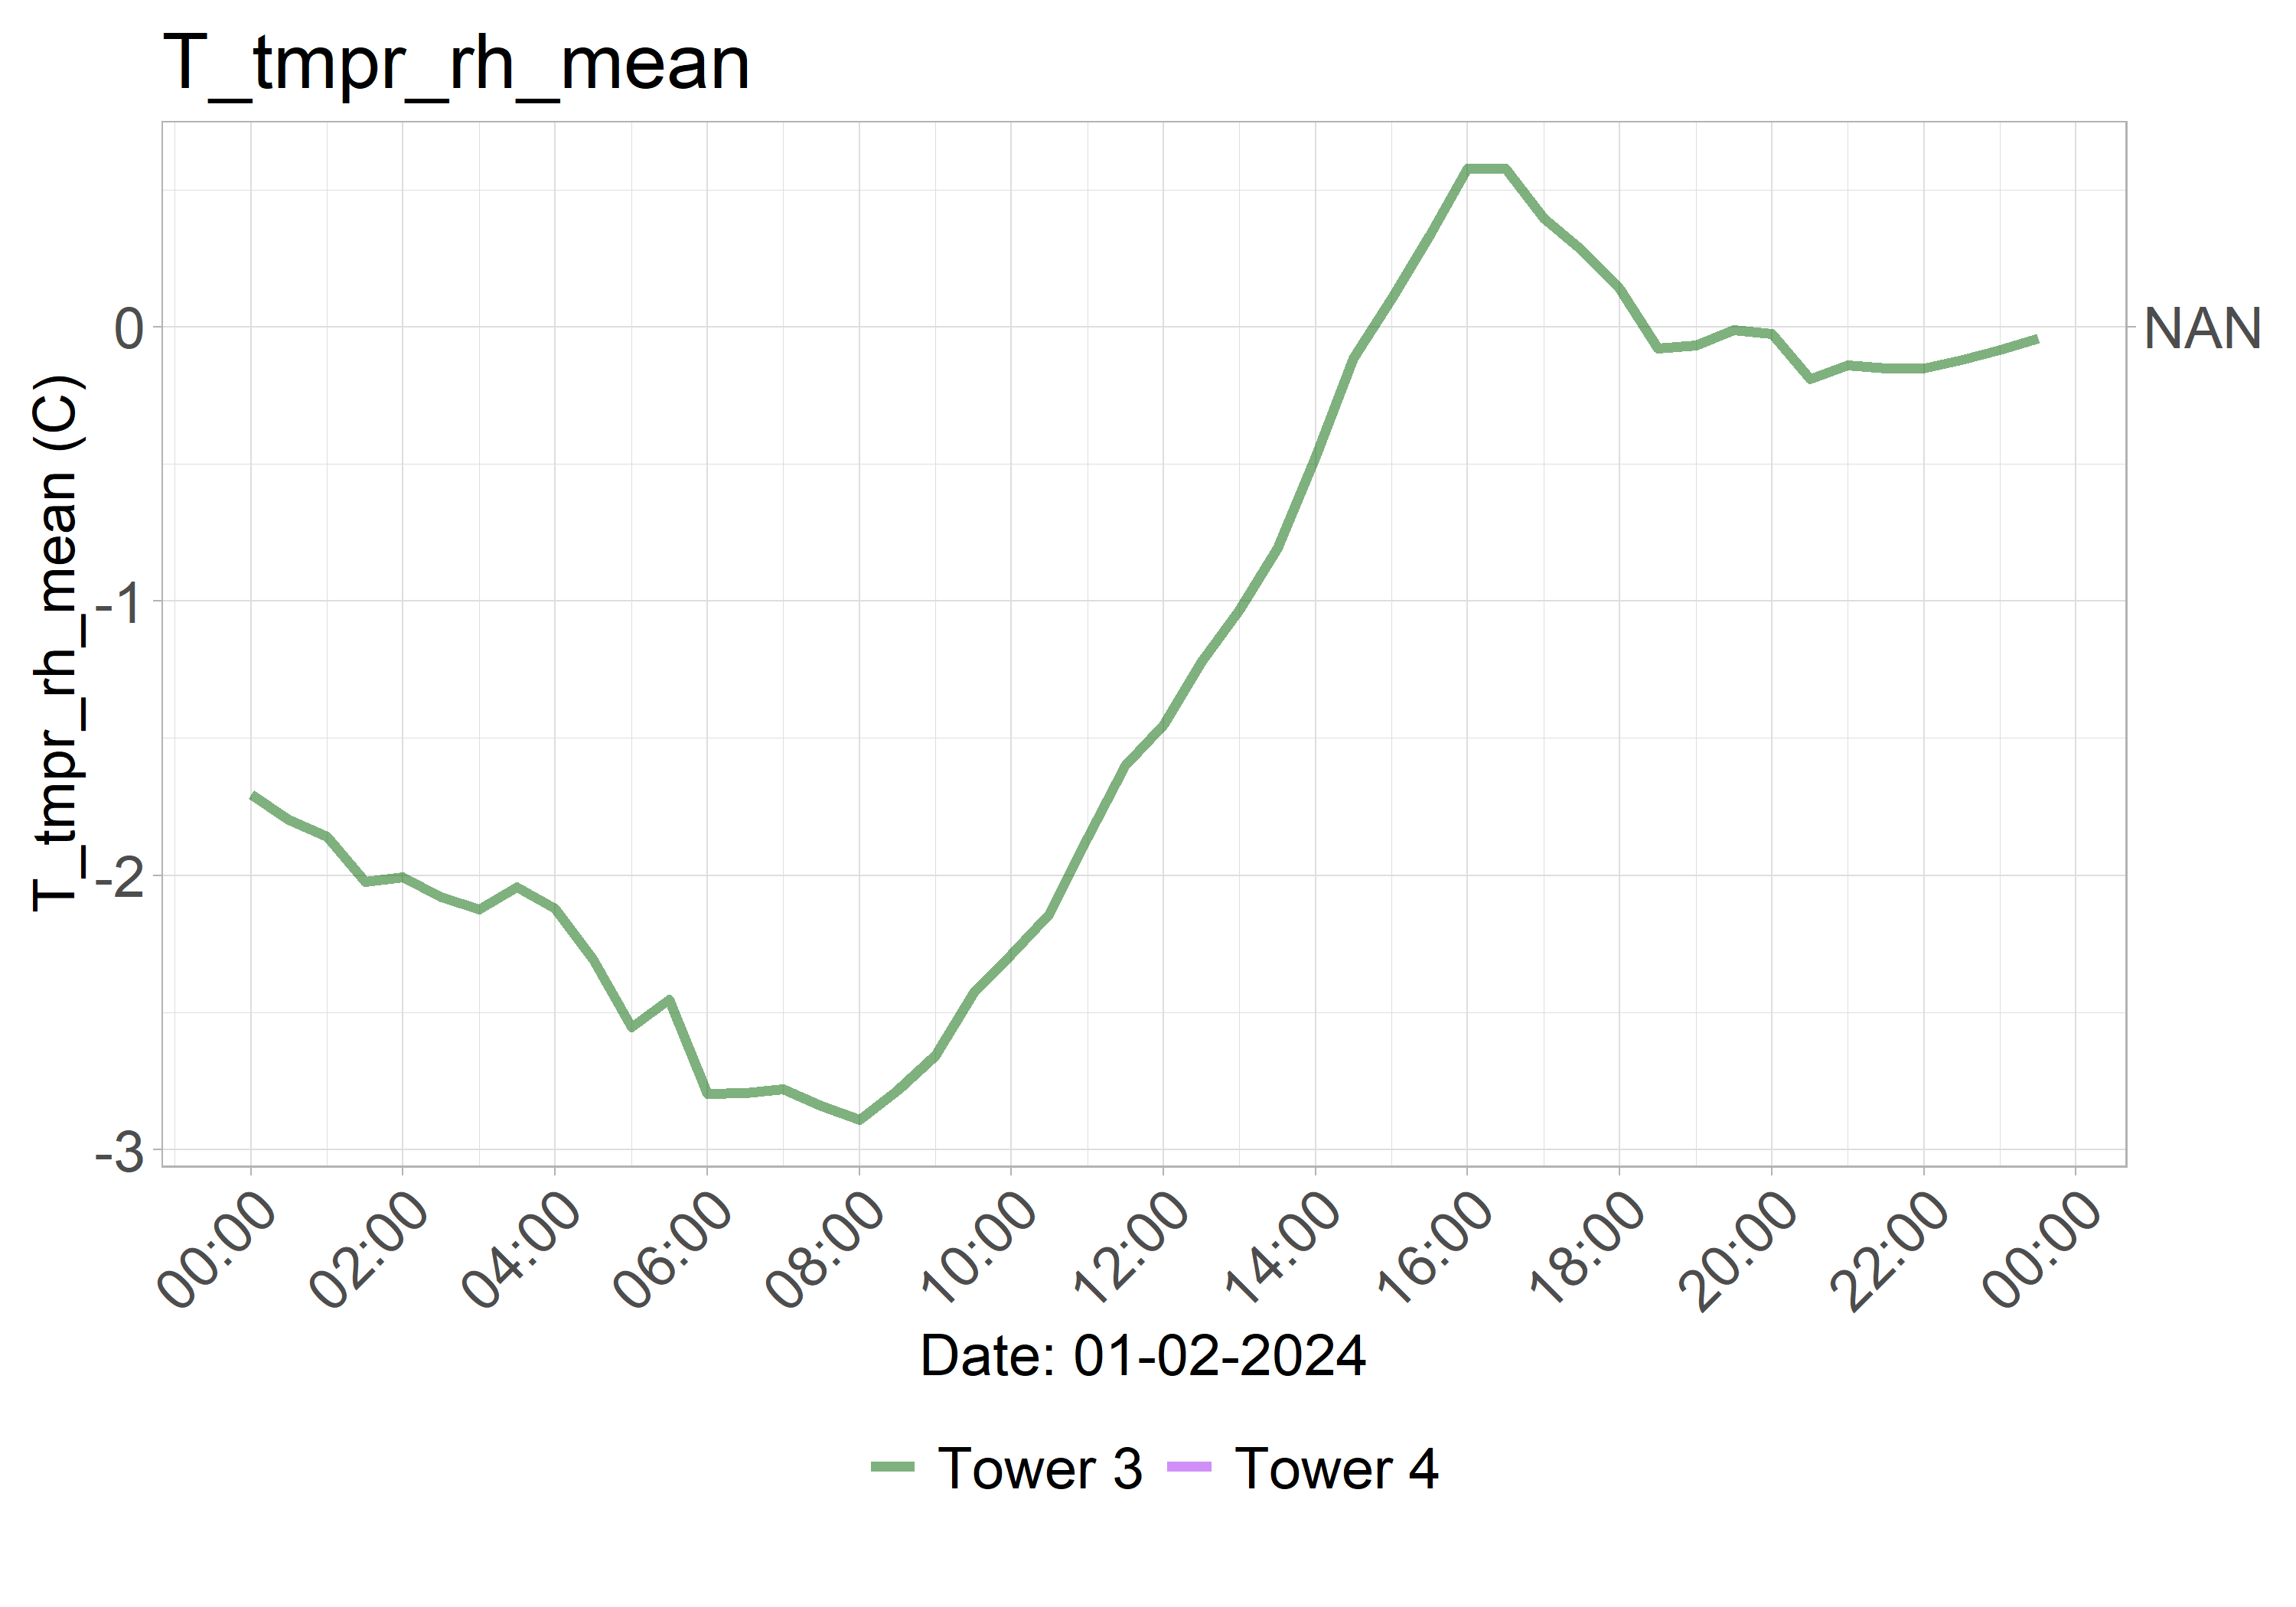 T_tmpr_rh_mean
T_tmpr_rh_mean (C)
0
-1
-2
-3
NAN
00:00 02:00 04:00 06:00 08:00 10:00 12:00 14:00 16:00 18:00 20:00 22:00 00:00
Date: 01-02-2024
Tower 3 Tower 4